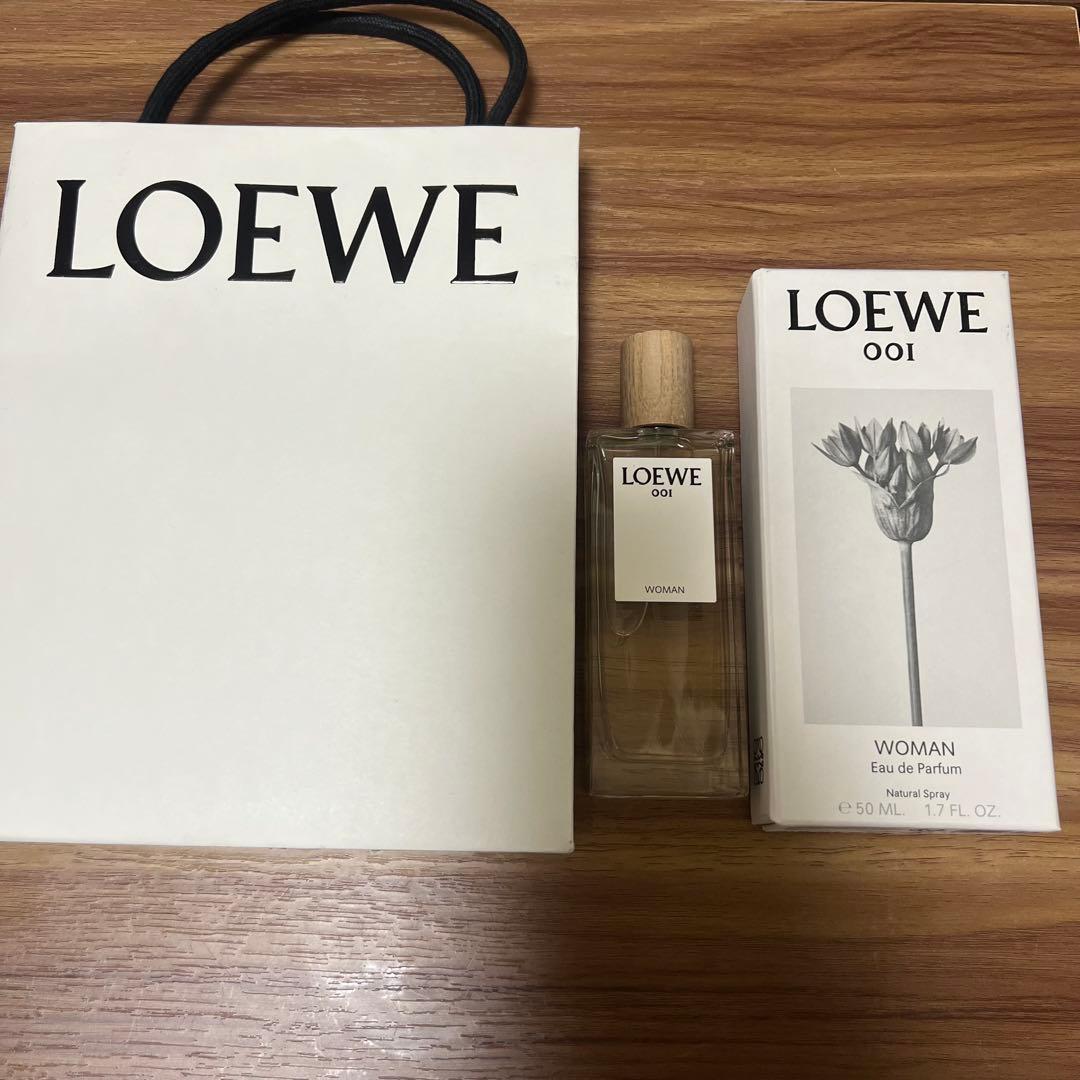 LOEWE
LOEWE
001
WOMAN
LOEWE
001
WOMAN
Eau de Parfum
Natural Spray
℮ 50 ML. 1.7 FL. OZ.